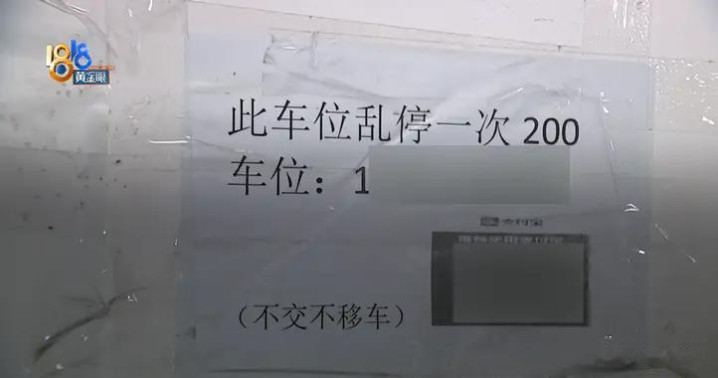 1818
黄金眼
此车位乱停一次 200
车位：1
支付宝
（不交不移车）